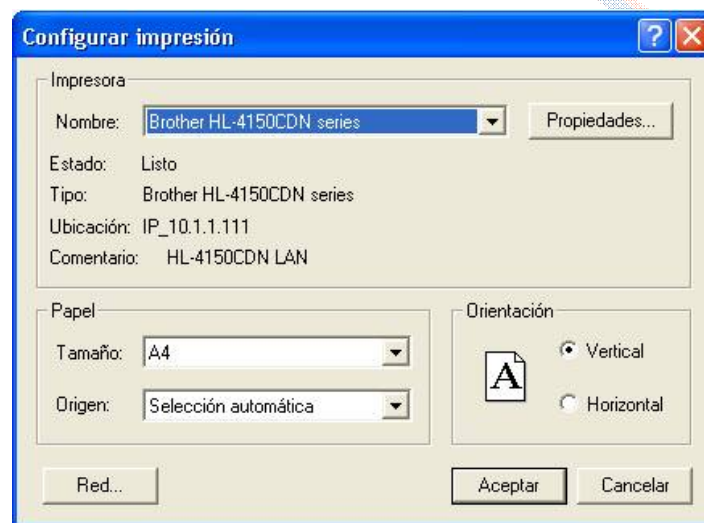 Configurar impresión
Impresora
Nombre: Brother HL-4150CDN series Propiedades...
Estado: Listo
Tipo: Brother HL-4150CDN series
Ubicación: IP_10.1.1.111
Comentario: HL-4150CDN LAN
Papel
Tamaño: A4
Origen: Selección automática
Orientación
A
Vertical
Horizontal
Red... Aceptar Cancelar